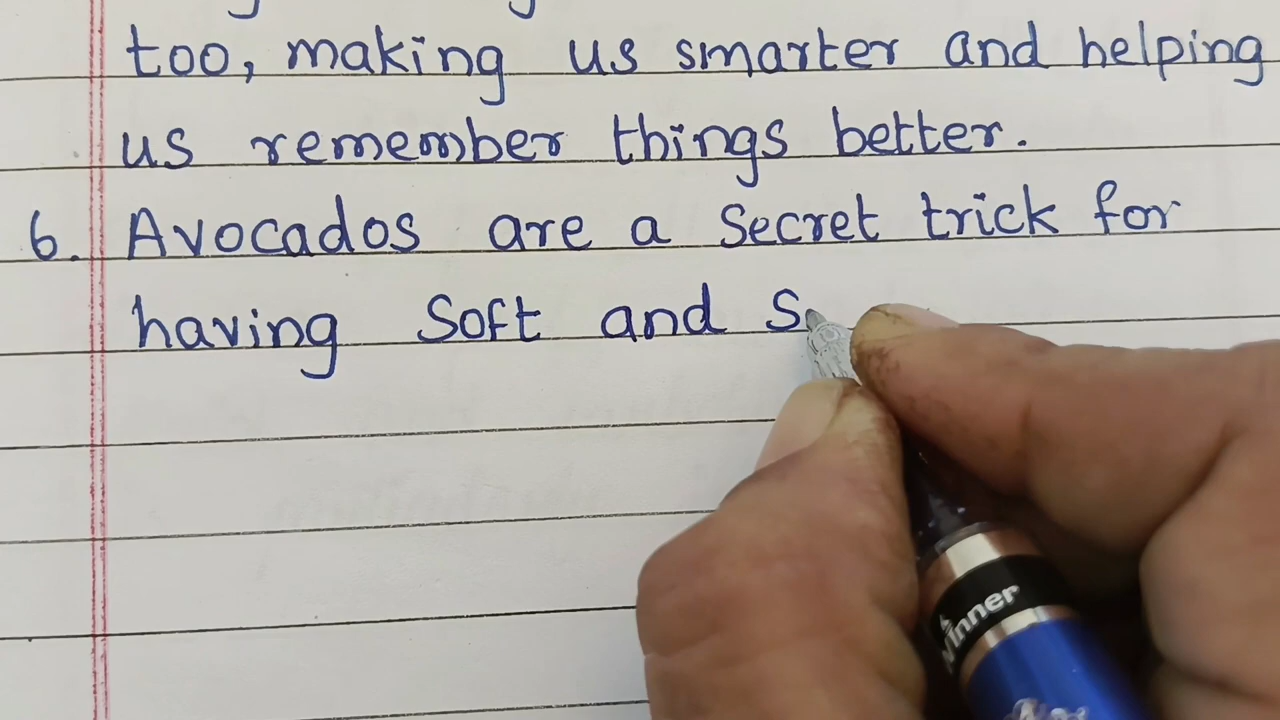 too, making us smarter and helping
us remember things better.
6. Avocados are a secret trick for
having soft and s
Winner